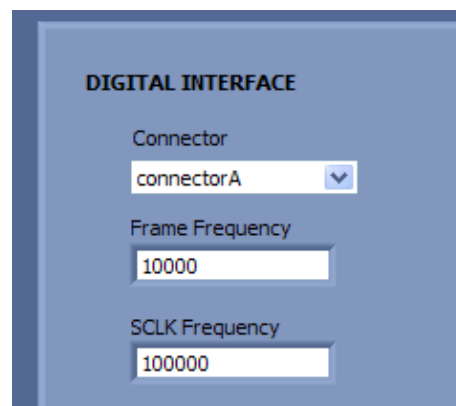 DIGITAL INTERFACE
Connector
connectorA
Frame Frequency
10000
SCLK Frequency
100000